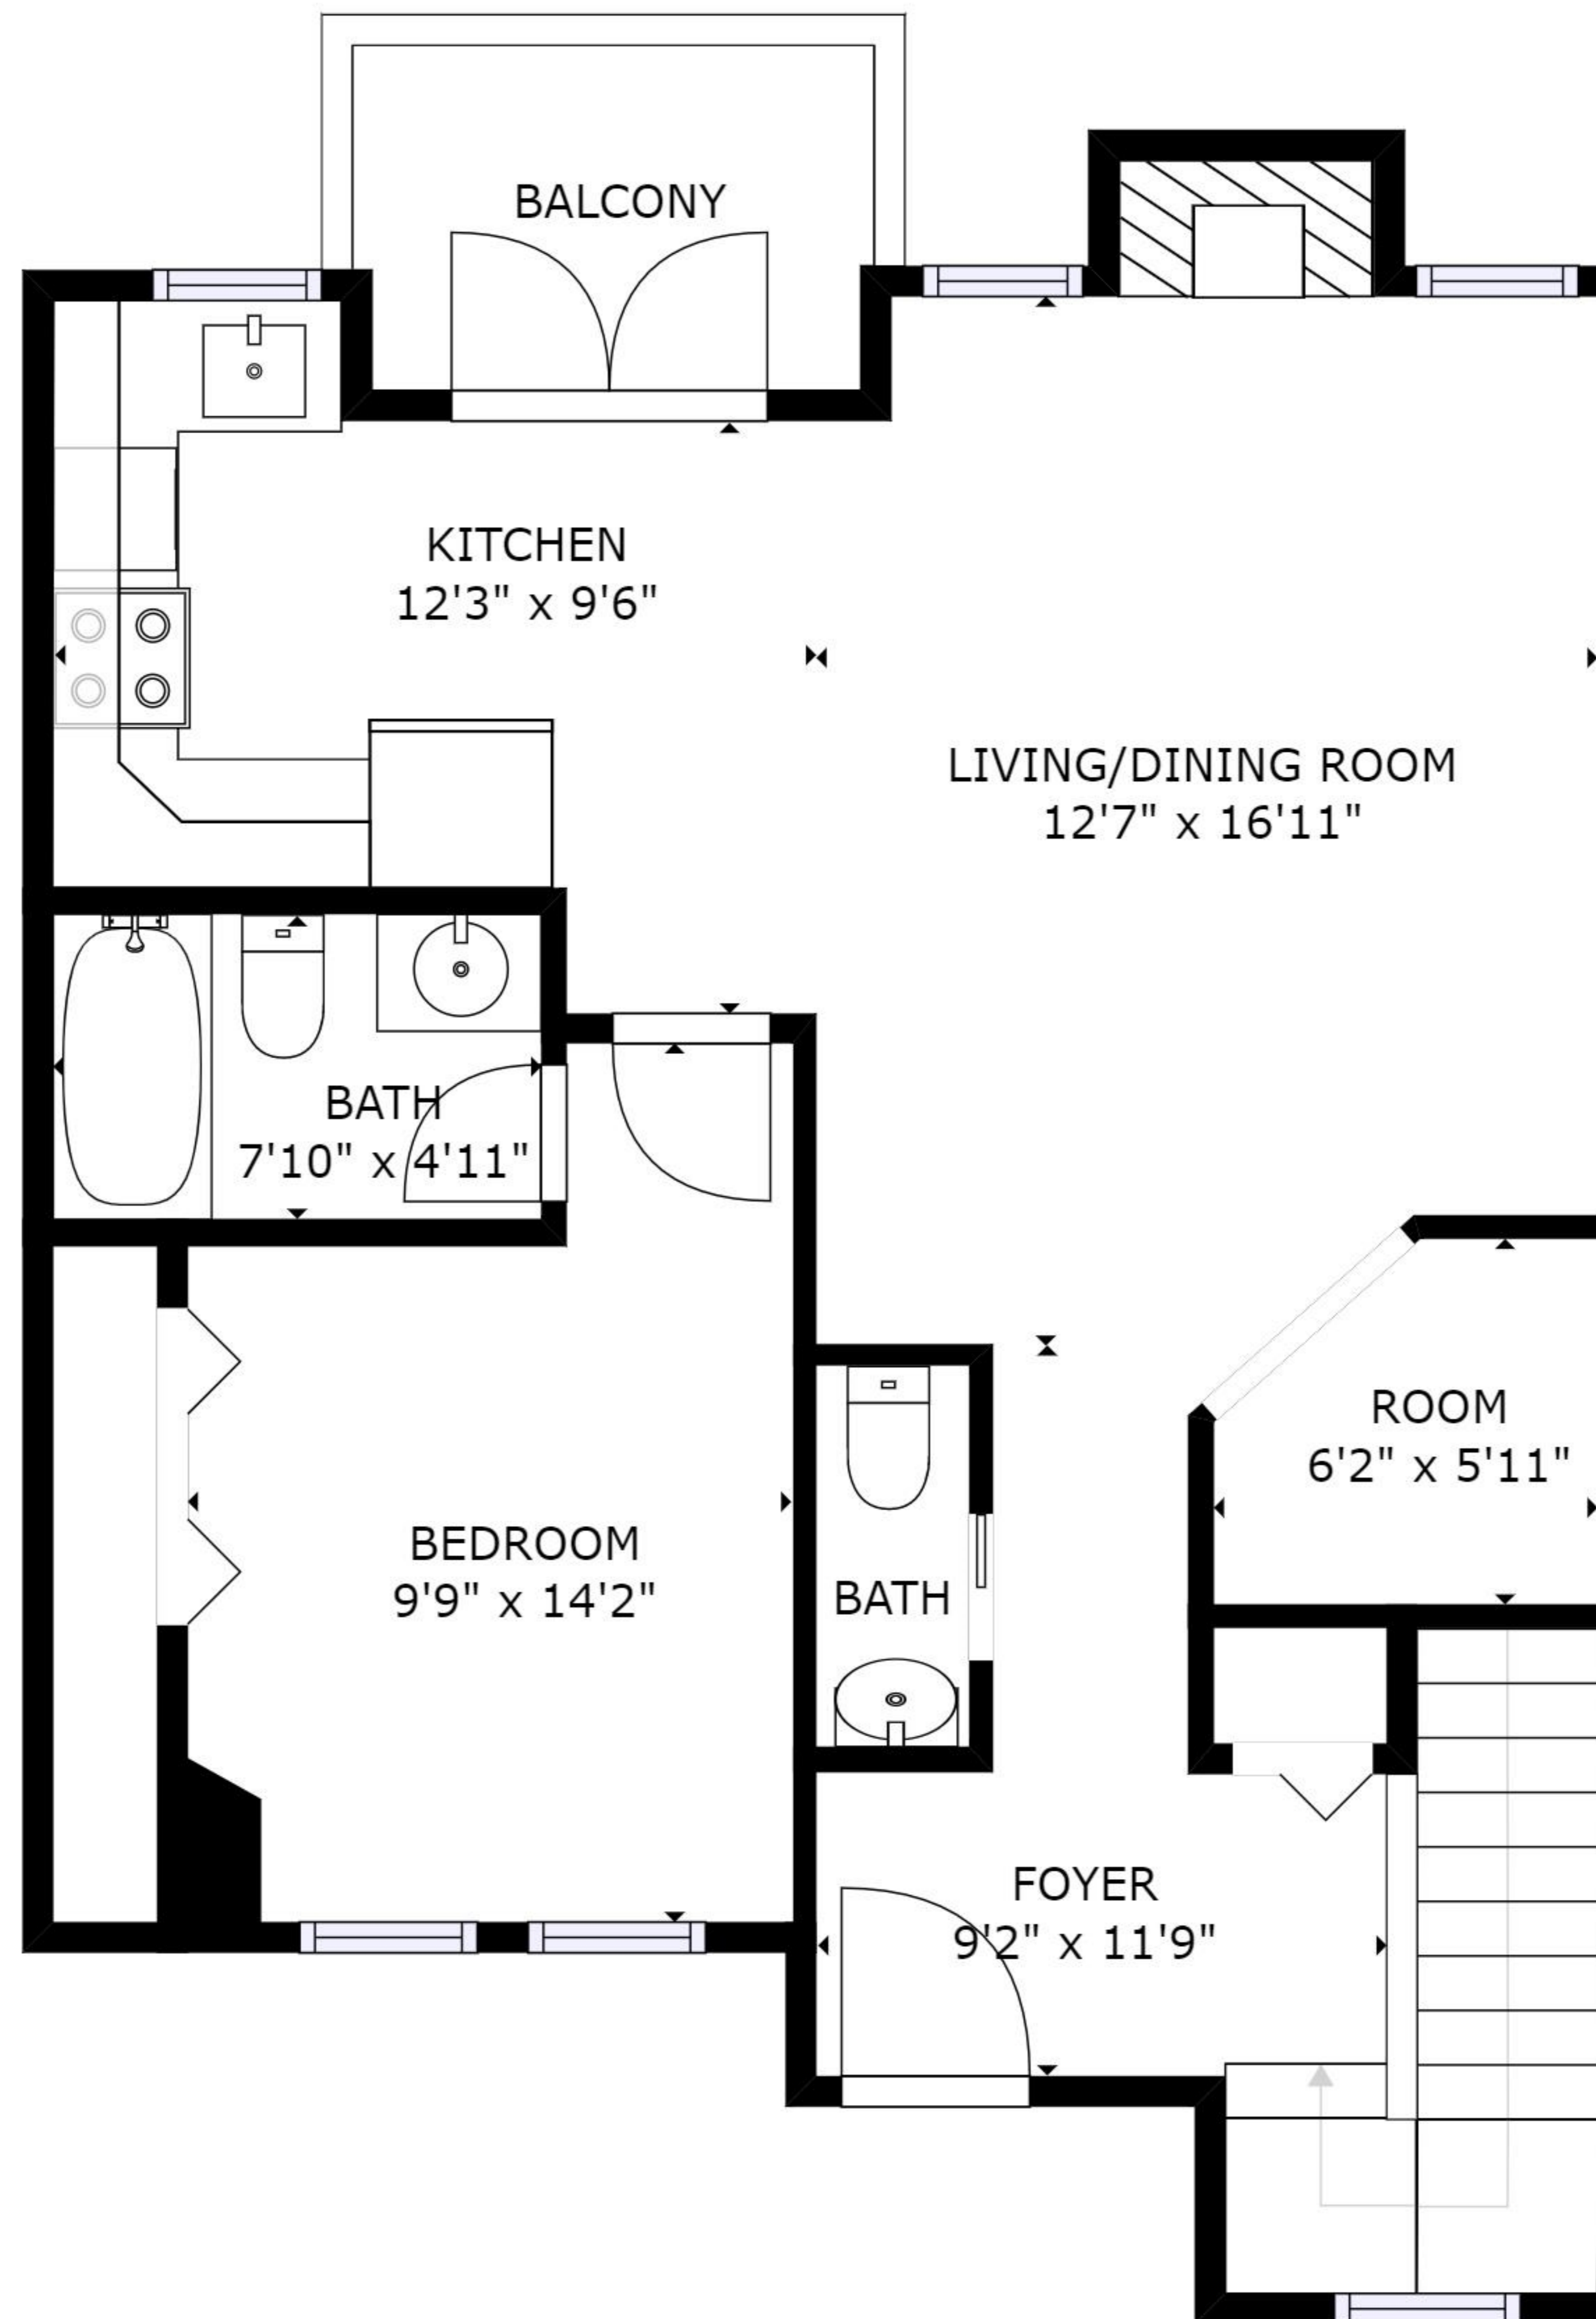 BALCONY
KITCHEN
12'3" x 9'6"
LIVING/DINING ROOM
12'7" x 16'11"
BATH
7'10" x 4'11"
ROOM
6'2" x 5'11"
BEDROOM
9'9" x 14'2"
BATH
FOYER
9'2" x 11'9"